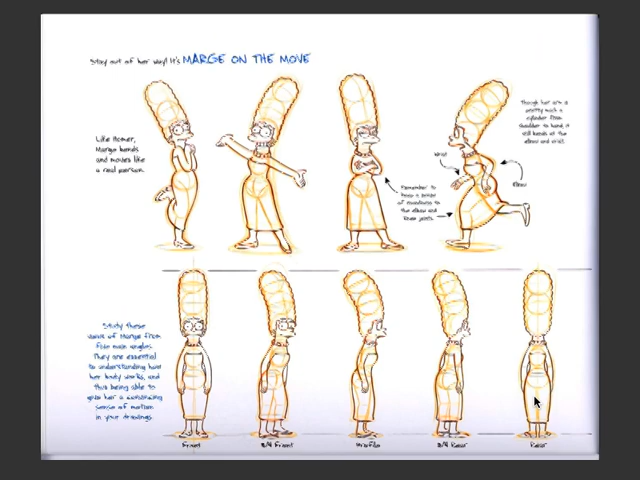 Stay out of her way! It's MARGE ON THE MOVE
Like Homer,
Marge bends
and moves like
a real person.
Though her arm is
pretty much a
cylinder from
shoulder to hand, it
still bends at the
elbow and wrist.
Wrist
Elbow
Remember to
keep a sense
of roundness to
the elbow and
knee joints.
Study these
views of Marge from
five main angles.
They are essential
to understanding how
her body works, and
thus being able to
give her a convincing
sense of motion
in your drawings.
Front
3/4 Front
Profile
3/4 Rear
Rear